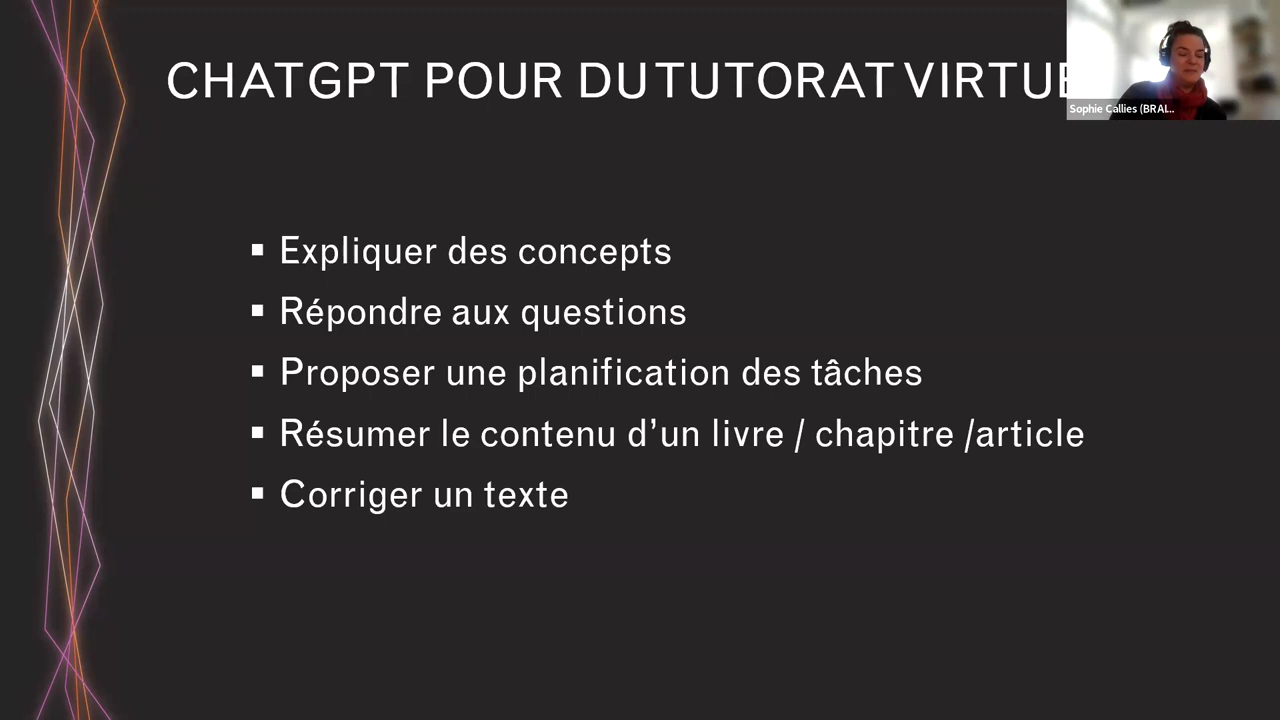 CHATGPT POUR DU TUTORAT VIRTUE
Sophie Callies (BRAI...
▪ Expliquer des concepts
▪ Répondre aux questions
▪ Proposer une planification des tâches
▪ Résumer le contenu d’un livre / chapitre /article
▪ Corriger un texte